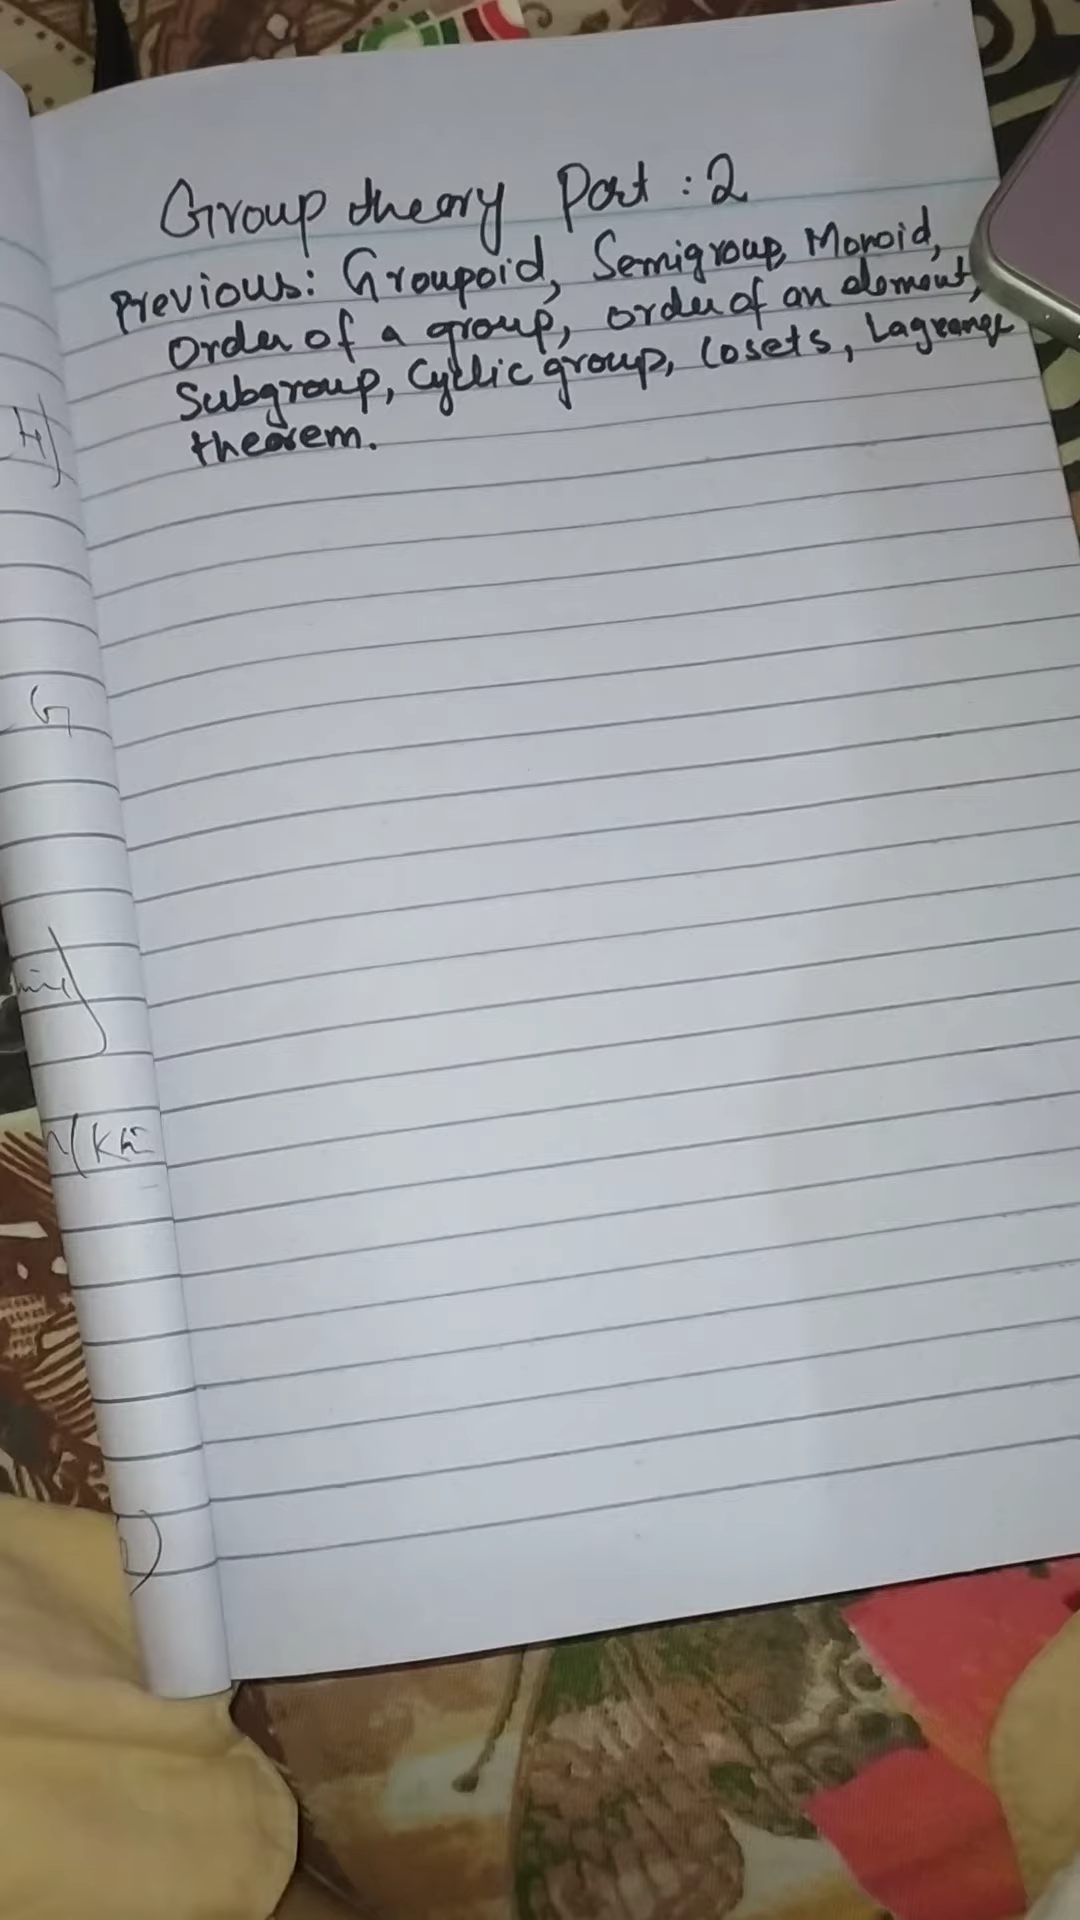 Group theory Part : 2
Previous: Groupoid, Semigroup, Monoid,
Order of a group, order of an element,
Subgroup, Cyclic group, Cosets, Lagrange
theorem.
G